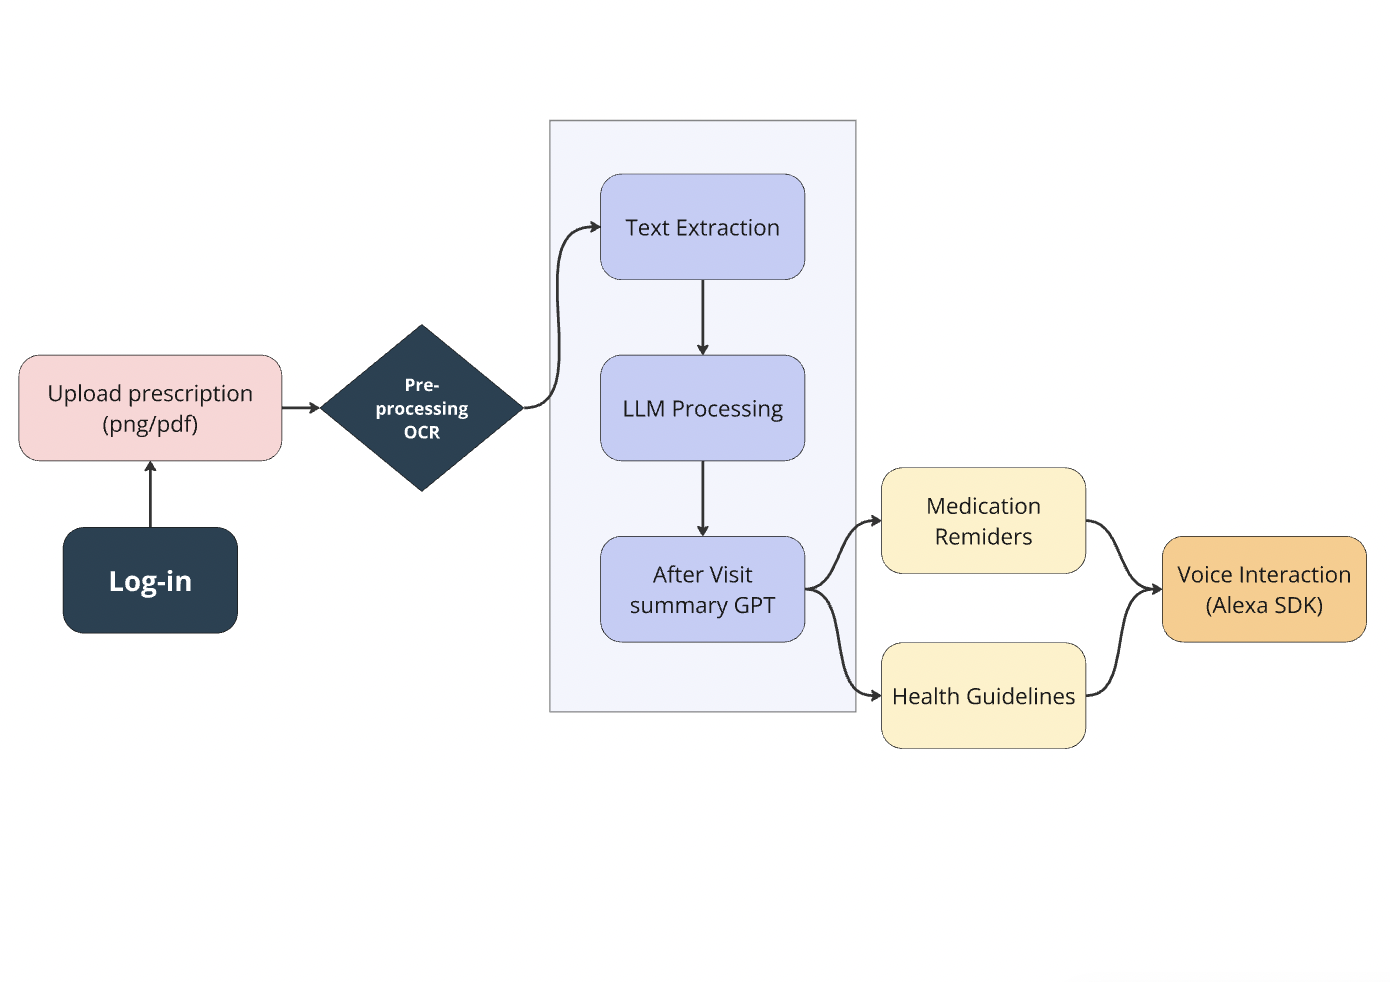 Log-in
Upload prescription
(png/pdf)
Pre-
processing
OCR
Text Extraction
LLM Processing
After Visit
summary GPT
Medication
Remiders
Health Guidelines
Voice Interaction
(Alexa SDK)